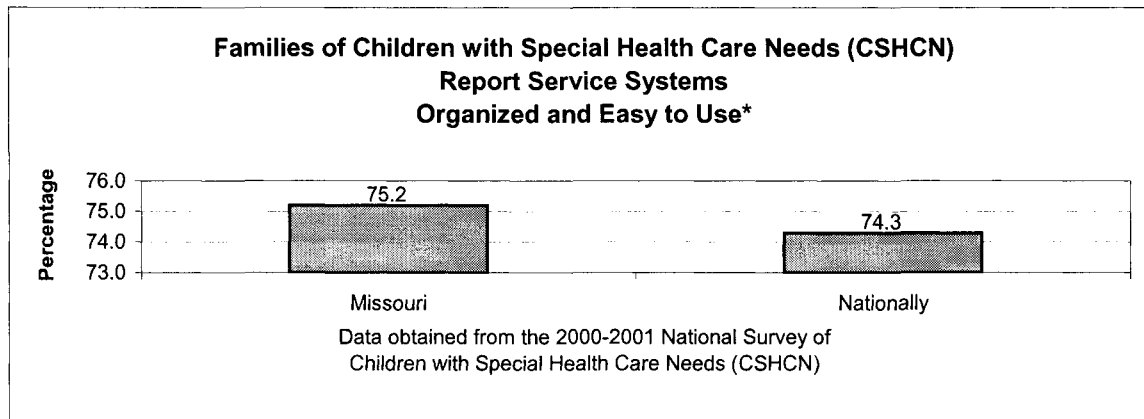 Families of Children with Special Health Care Needs (CSHCN)
Report Service Systems
Organized and Easy to Use*
Percentage
76.0
75.0
74.0
73.0
75.2
74.3
Missouri
Nationally
Data obtained from the 2000-2001 National Survey of
Children with Special Health Care Needs (CSHCN)